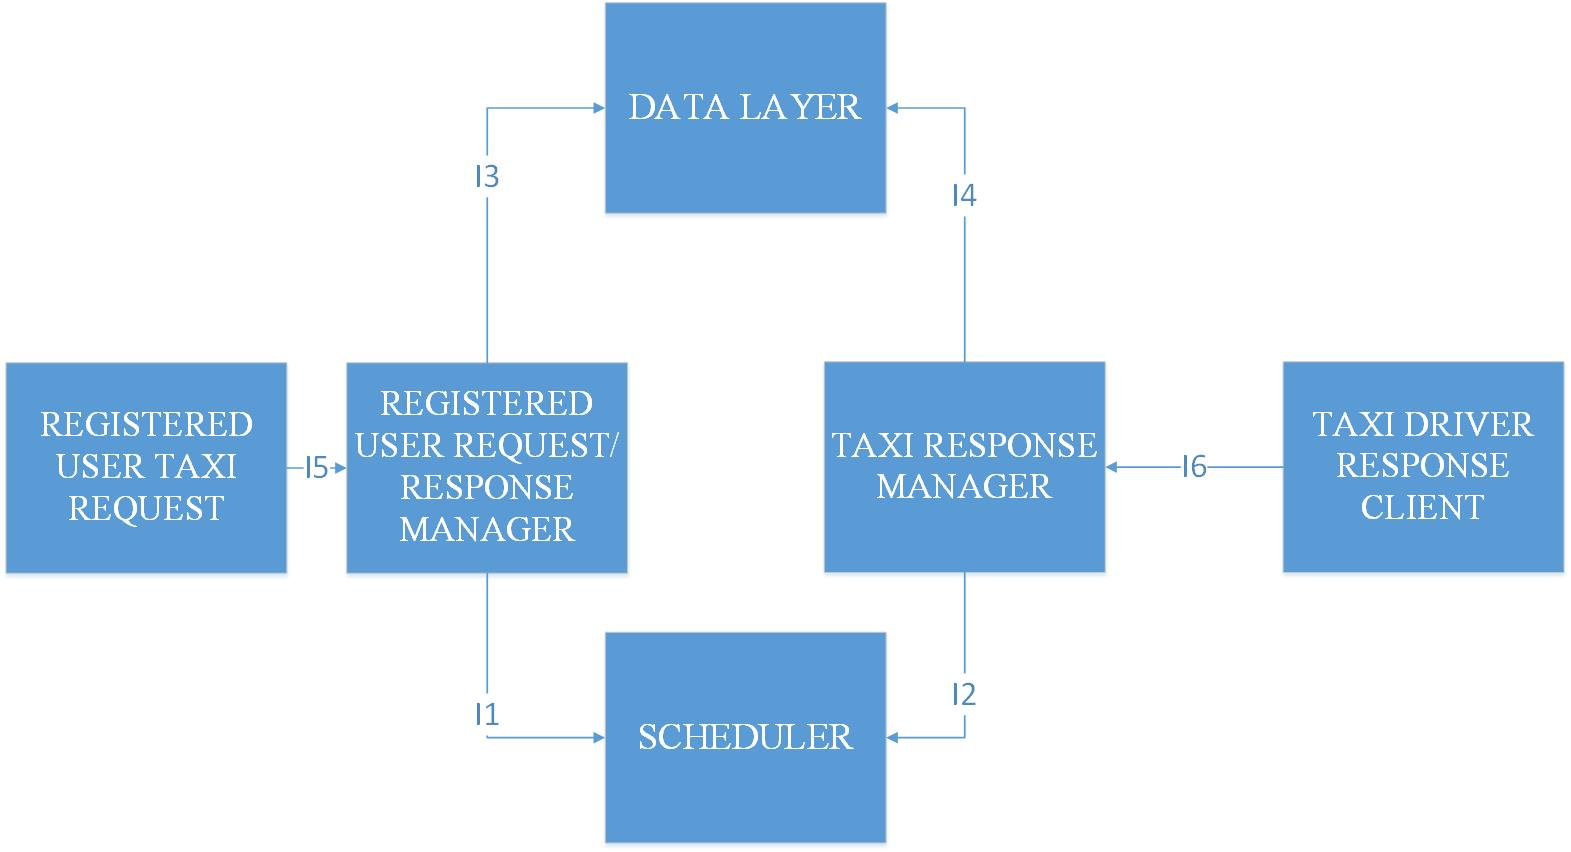 DATA LAYER
I3
I4
REGISTERED
USER TAXI
REQUEST
I5
REGISTERED
USER REQUEST/
RESPONSE
MANAGER
TAXI RESPONSE
MANAGER
I6
TAXI DRIVER
RESPONSE
CLIENT
I1
I2
SCHEDULER